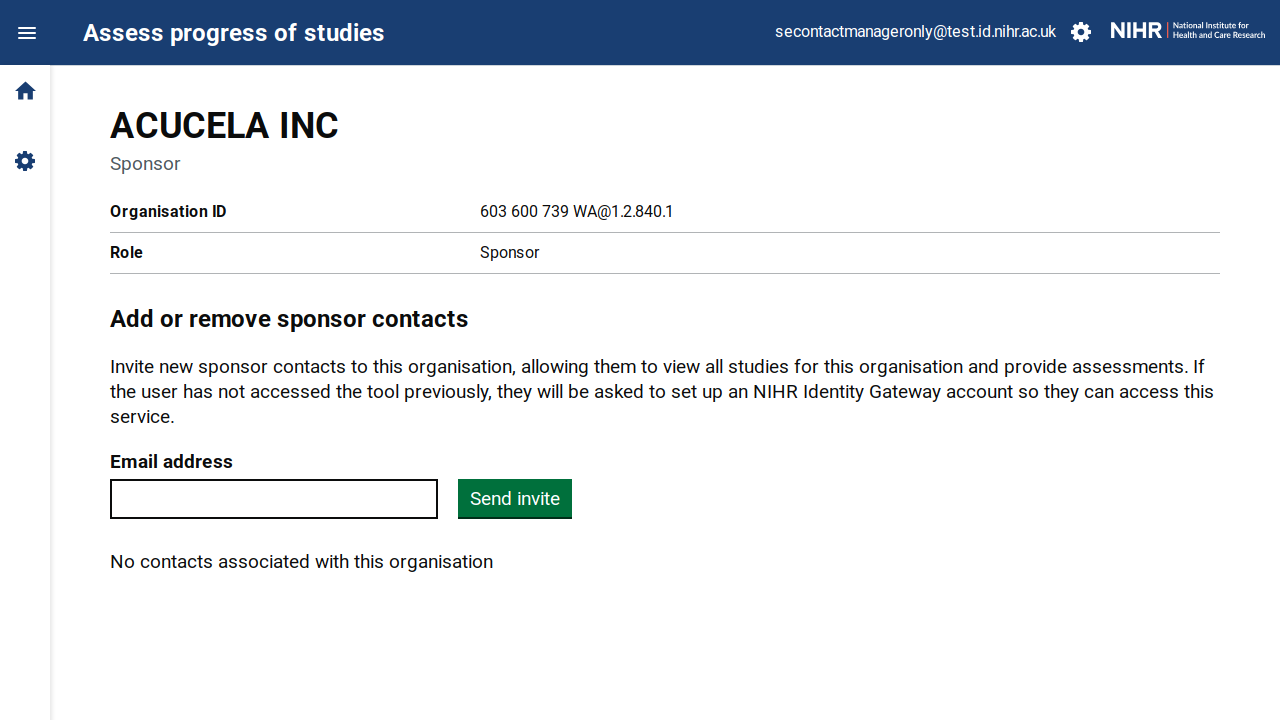 Assess progress of studies
secontactmanageronly@test.id.nihr.ac.uk
NIHR | National Institute for
Health and Care Research
ACUCELA INC
Sponsor
Organisation ID 603 600 739 WA@1.2.840.1
Role Sponsor
Add or remove sponsor contacts
Invite new sponsor contacts to this organisation, allowing them to view all studies for this organisation and provide assessments. If
the user has not accessed the tool previously, they will be asked to set up an NIHR Identity Gateway account so they can access this
service.
Email address
Send invite
No contacts associated with this organisation